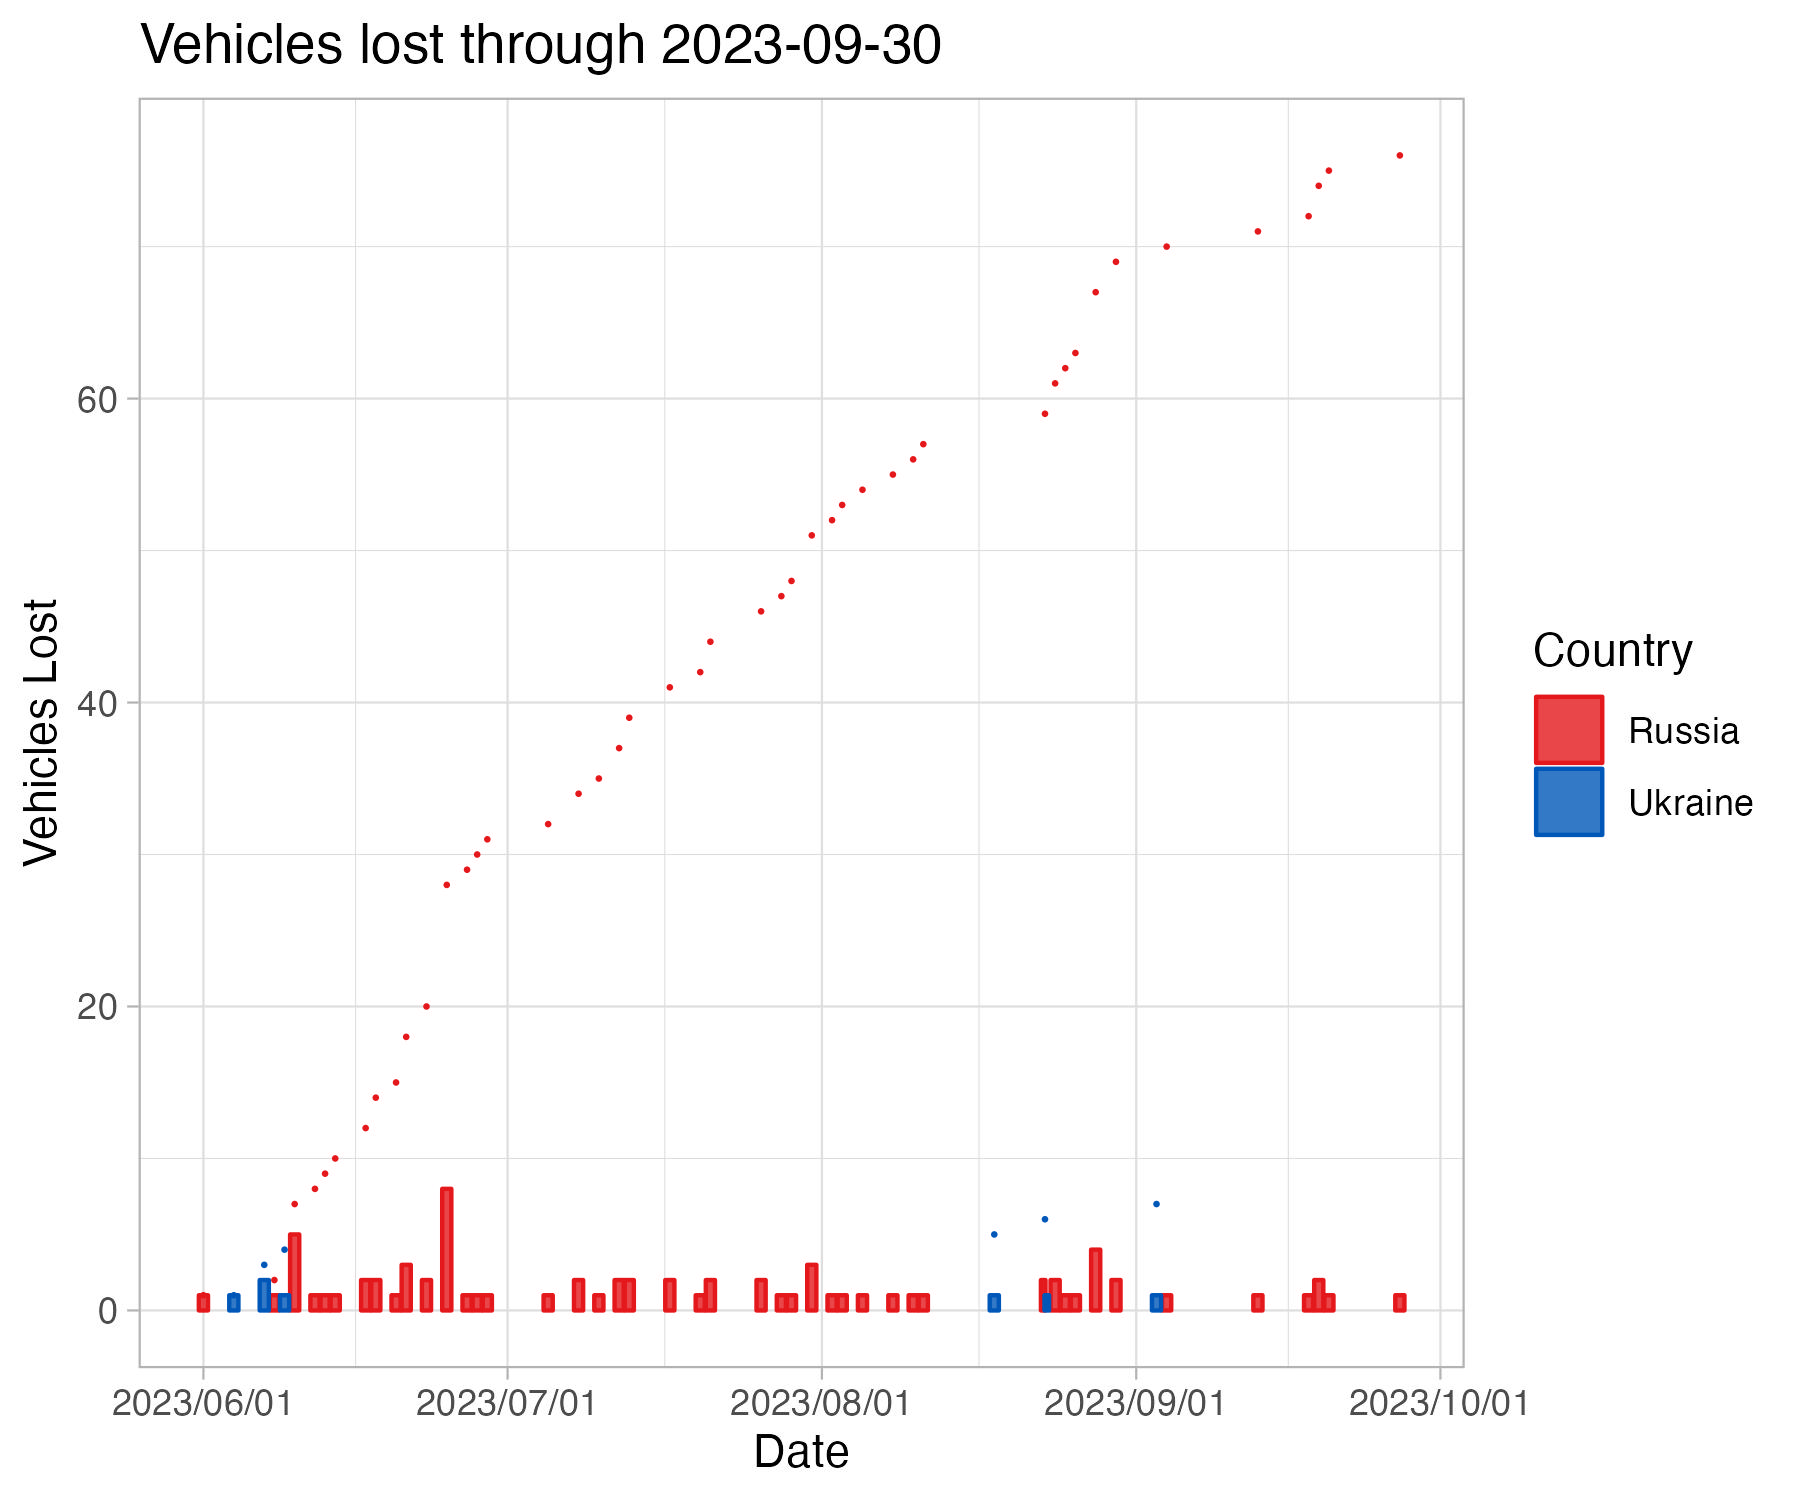 Vehicles lost through 2023-09-30
Vehicles Lost
60
40
20
0
2023/06/01 2023/07/01 2023/08/01 2023/09/01 2023/10/01
Date
Country
Russia
Ukraine